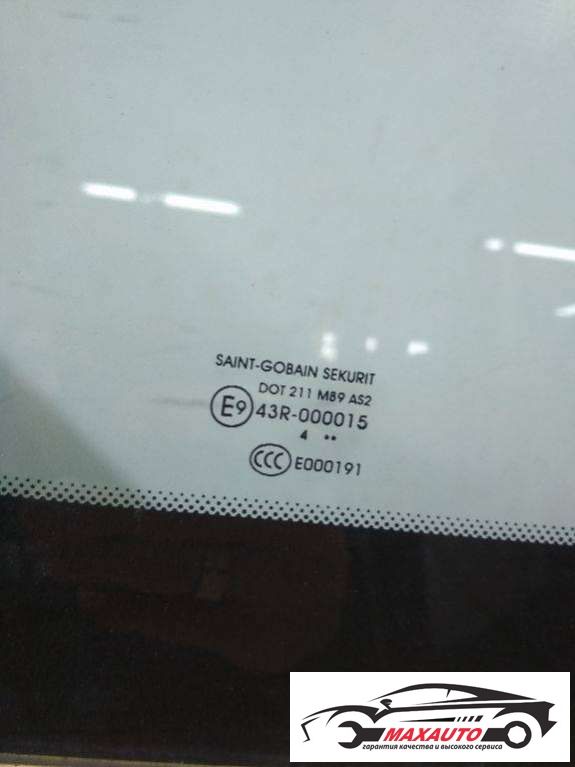 SAINT-GOBAIN SEKURIT
DOT 211 M89 AS2
E9 43R-000015
4 ••
CCC E000191
MAXAUTO
гарантия качества и высокого сервиса